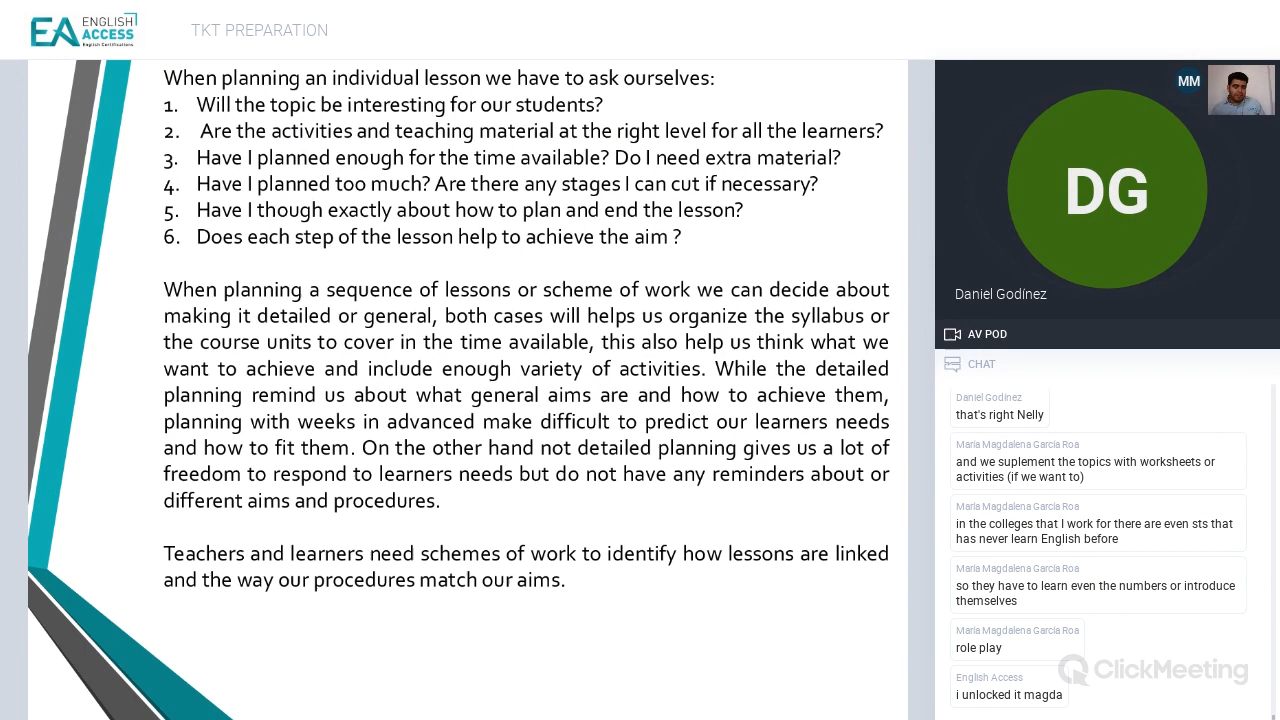 ENGLISH
ACCESS
English Certifications
EA
TKT PREPARATION
When planning an individual lesson we have to ask ourselves:
1. Will the topic be interesting for our students?
2. Are the activities and teaching material at the right level for all the learners?
3. Have I planned enough for the time available? Do I need extra material?
4. Have I planned too much? Are there any stages I can cut if necessary?
5. Have I though exactly about how to plan and end the lesson?
6. Does each step of the lesson help to achieve the aim ?
When planning a sequence of lessons or scheme of work we can decide about
making it detailed or general, both cases will helps us organize the syllabus or
the course units to cover in the time available, this also help us think what we
want to achieve and include enough variety of activities. While the detailed
planning remind us about what general aims are and how to achieve them,
planning with weeks in advanced make difficult to predict our learners needs
and how to fit them. On the other hand not detailed planning gives us a lot of
freedom to respond to learners needs but do not have any reminders about or
different aims and procedures.
Teachers and learners need schemes of work to identify how lessons are linked
and the way our procedures match our aims.
MM
DG
Daniel Godínez
AV POD
CHAT
Daniel Godínez
that's right Nelly
María Magdalena García Roa
and we suplement the topics with worksheets or
activities (if we want to)
María Magdalena García Roa
in the colleges that I work for there are even sts that
has never learn English before
María Magdalena García Roa
so they have to learn even the numbers or introduce
themselves
María Magdalena García Roa
role play
English Access
i unlocked it magda
ClickMeeting